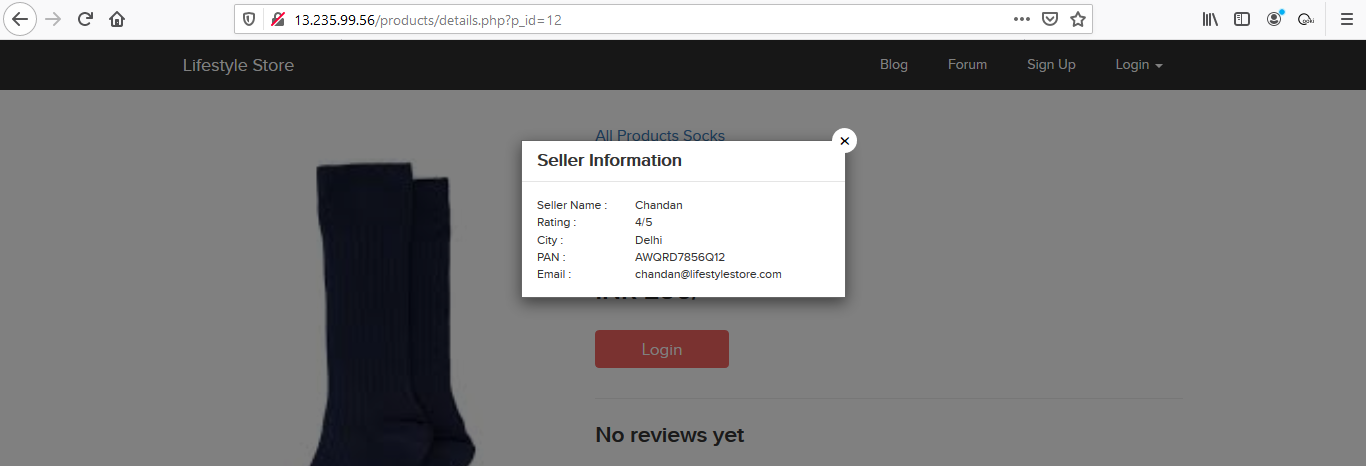 13.235.99.56/products/details.php?p_id=12
Lifestyle Store
Blog
Forum
Sign Up
Login
All Products Socks
Seller Information
Seller Name : Chandan
Rating : 4/5
City : Delhi
PAN : AWQRD7856Q12
Email : chandan@lifestylestore.com
Login
No reviews yet